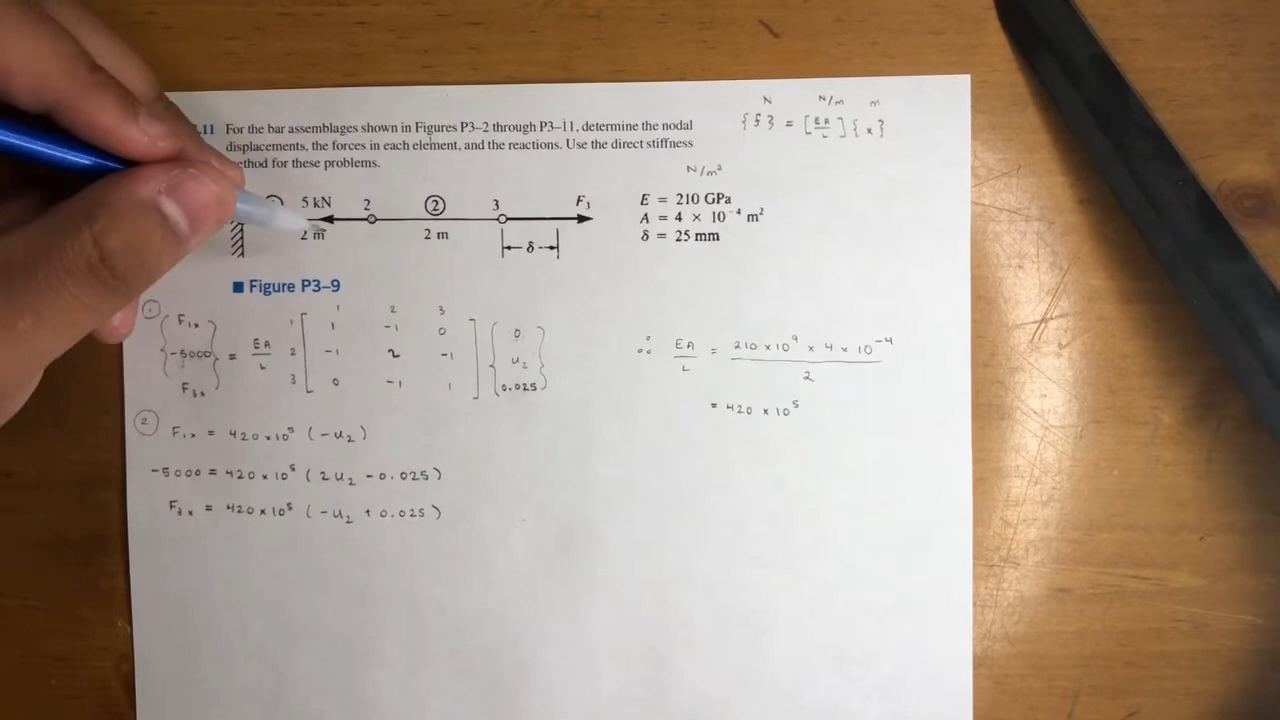 .11 For the bar assemblages shown in Figures P3–2 through P3–11, determine the nodal
displacements, the forces in each element, and the reactions. Use the direct stiffness
ethod for these problems.
N N/m m
{f} = [EA/L]{x}
5 kN 2 ② 3 F₃
2 m 2 m δ
N/m²
E = 210 GPa
A = 4 × 10⁻⁴ m²
δ = 25 mm
■ Figure P3–9
①
1 2 3
F₁ₓ 1 1 -1 0 0
-5000 = EA/L 2 -1 2 -1 u₂
F₃ₓ 3 0 -1 1 0.025
∴ EA/L = 210 × 10⁹ × 4 × 10⁻⁴ / 2
= 420 × 10⁵
②
F₁ₓ = 420 × 10⁵ (-u₂)
-5000 = 420 × 10⁵ (2u₂ - 0.025)
F₃ₓ = 420 × 10⁵ (-u₂ + 0.025)